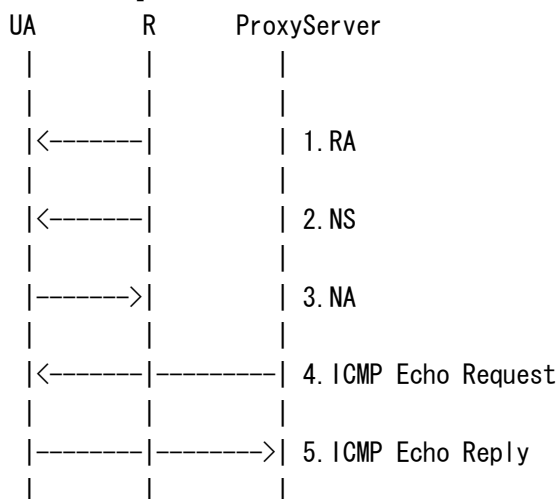 UA R ProxyServer
| | |
| | |
|<-------| | 1.RA
| | |
|<-------| | 2.NS
| | |
|------->| | 3.NA
| | |
|<-------|---------| 4.ICMP Echo Request
| | |
|--------|-------->| 5.ICMP Echo Reply
| | |